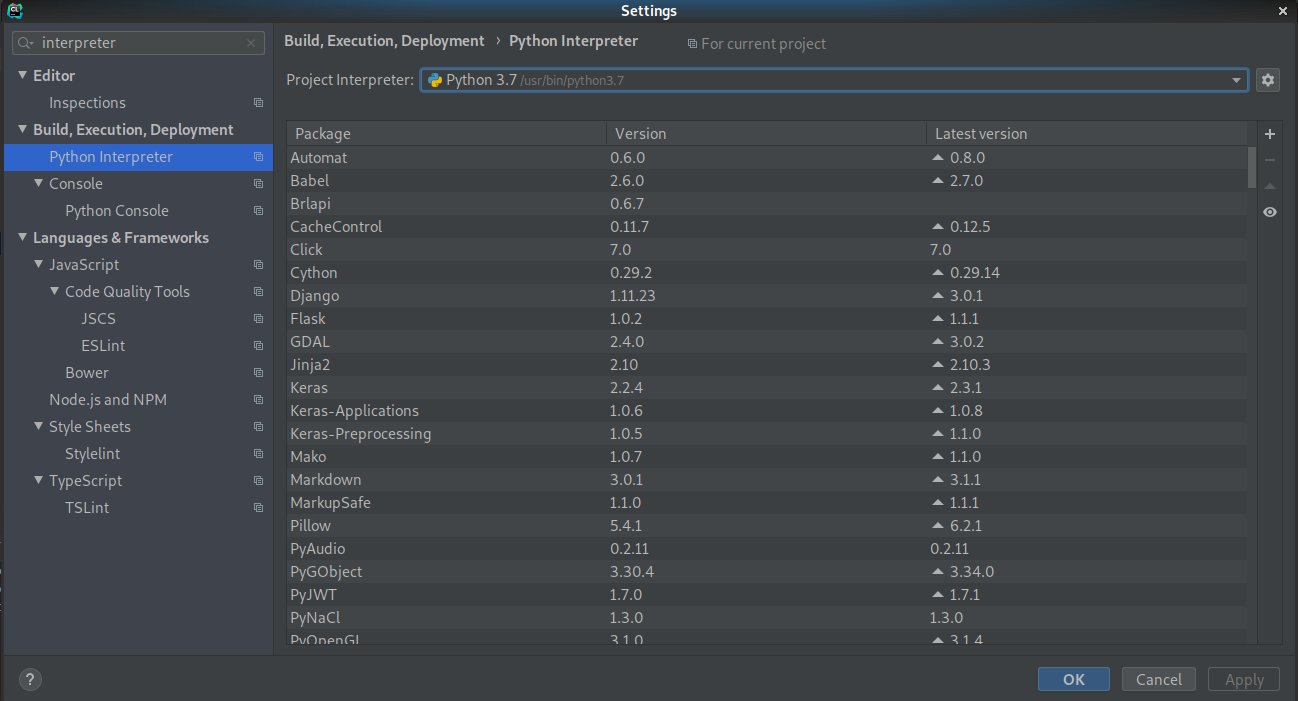 CL
Settings
interpreter
Editor
Inspections
Build, Execution, Deployment
Python Interpreter
Console
Python Console
Languages & Frameworks
JavaScript
Code Quality Tools
JSCS
ESLint
Bower
Node.js and NPM
Style Sheets
Stylelint
TypeScript
TSLint
Build, Execution, Deployment › Python Interpreter For current project
Project Interpreter: Python 3.7 /usr/bin/python3.7
Package Version Latest version
Automat 0.6.0 0.8.0
Babel 2.6.0 2.7.0
Brlapi 0.6.7
CacheControl 0.11.7 0.12.5
Click 7.0 7.0
Cython 0.29.2 0.29.14
Django 1.11.23 3.0.1
Flask 1.0.2 1.1.1
GDAL 2.4.0 3.0.2
Jinja2 2.10 2.10.3
Keras 2.2.4 2.3.1
Keras-Applications 1.0.6 1.0.8
Keras-Preprocessing 1.0.5 1.1.0
Mako 1.0.7 1.1.0
Markdown 3.0.1 3.1.1
MarkupSafe 1.1.0 1.1.1
Pillow 5.4.1 6.2.1
PyAudio 0.2.11 0.2.11
PyGObject 3.30.4 3.34.0
PyJWT 1.7.0 1.7.1
PyNaCl 1.3.0 1.3.0
PyOpenGL 3.1.0 3.1.4
?
OK Cancel Apply